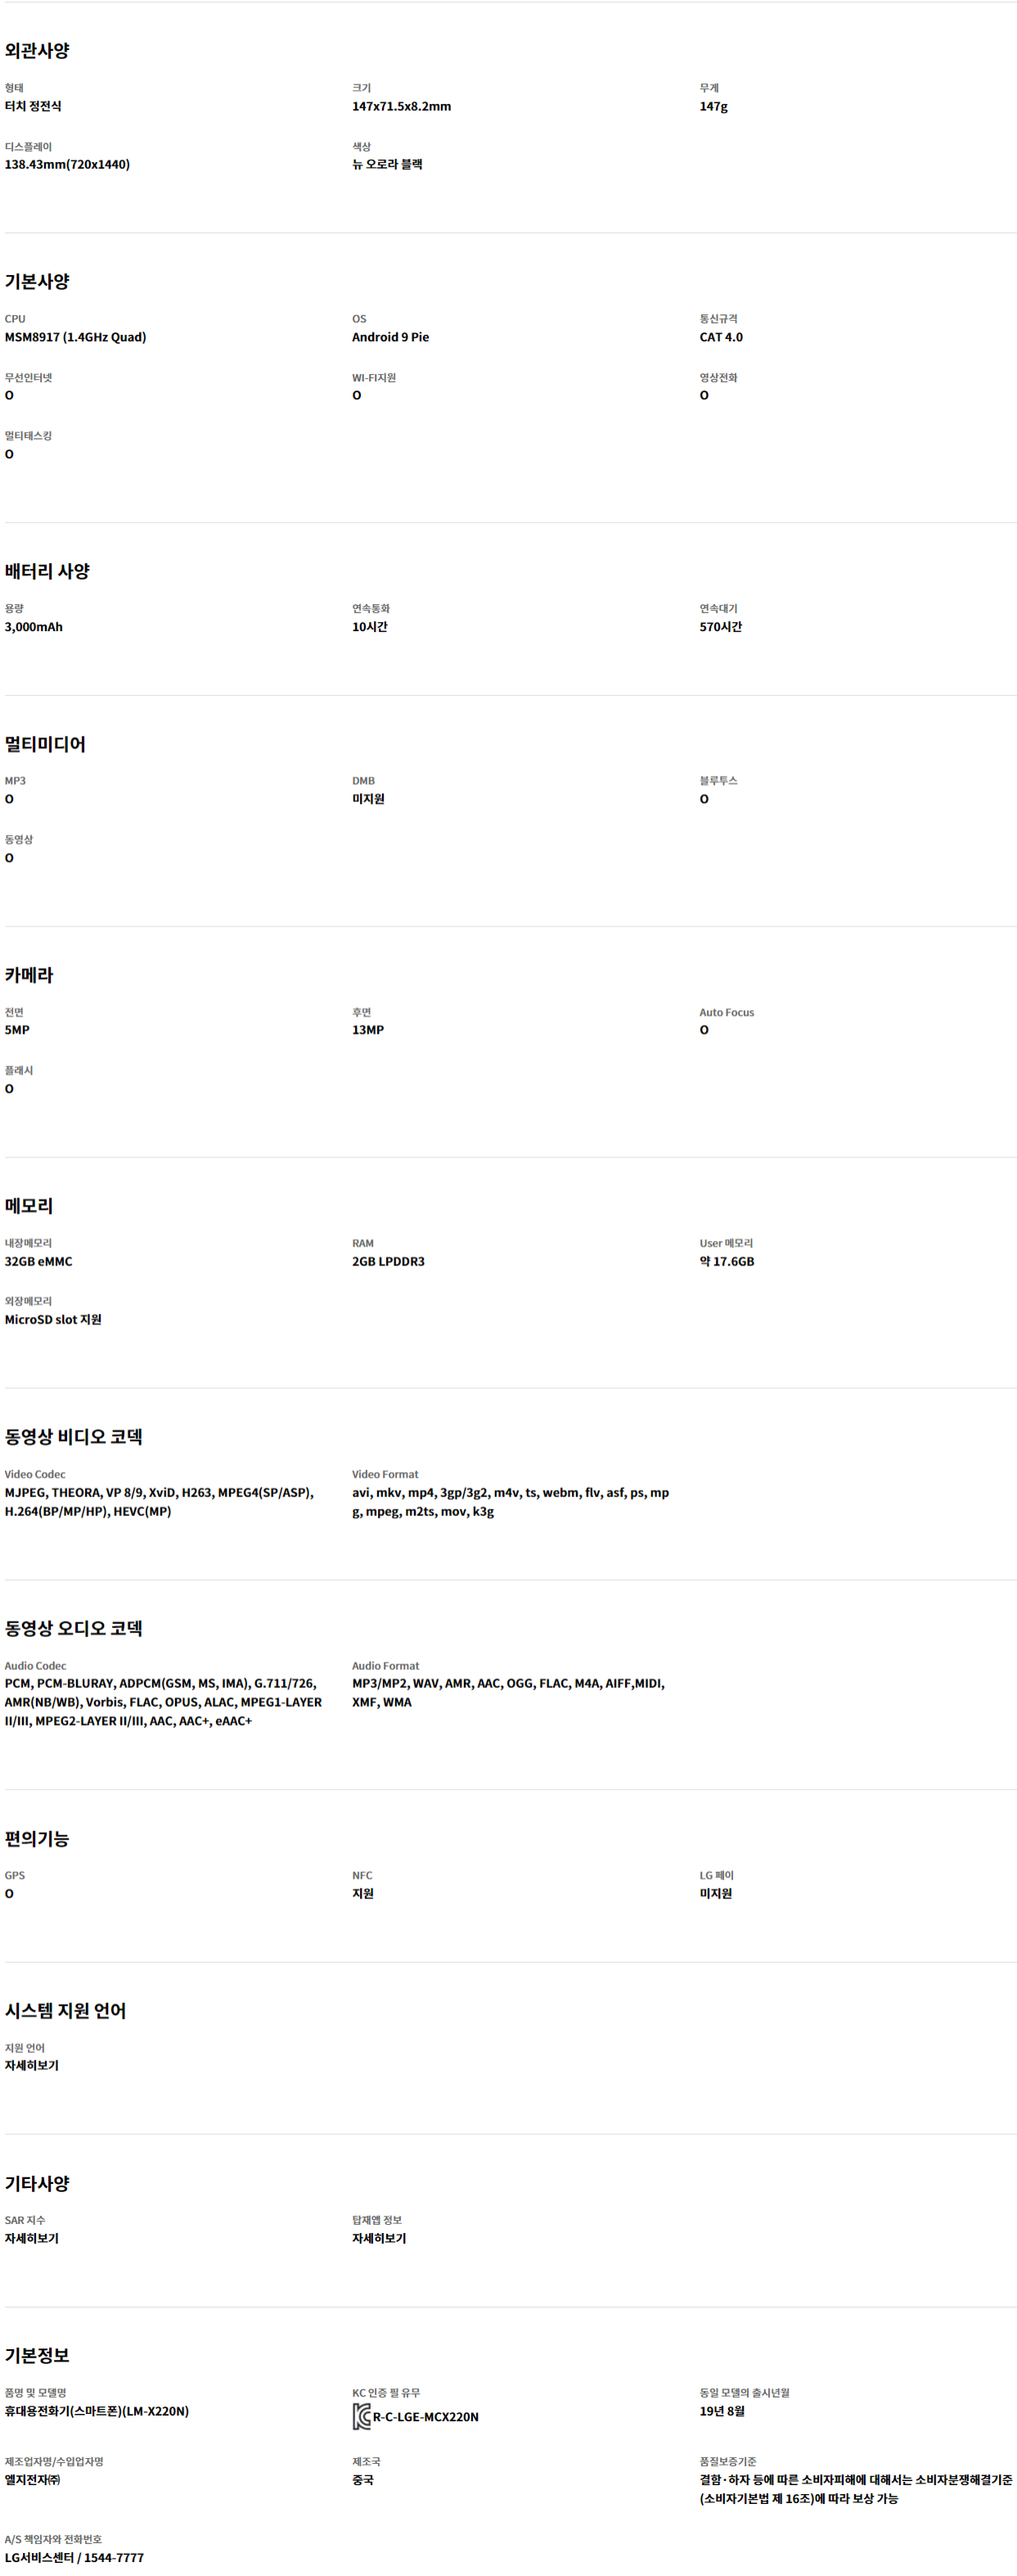 외관사양
형태
터치 정전식
크기
147x71.5x8.2mm
무게
147g
디스플레이
138.43mm(720x1440)
색상
뉴 오로라 블랙
기본사양
CPU
MSM8917 (1.4GHz Quad)
OS
Android 9 Pie
통신규격
CAT 4.0
무선인터넷
O
WI-FI지원
O
영상전화
O
멀티태스킹
O
배터리 사양
용량
3,000mAh
연속통화
10시간
연속대기
570시간
멀티미디어
MP3
O
DMB
미지원
블루투스
O
동영상
O
카메라
전면
5MP
후면
13MP
Auto Focus
O
플래시
O
메모리
내장메모리
32GB eMMC
RAM
2GB LPDDR3
User 메모리
약 17.6GB
외장메모리
MicroSD slot 지원
동영상 비디오 코덱
Video Codec
MJPEG, THEORA, VP 8/9, XviD, H263, MPEG4(SP/ASP),
H.264(BP/MP/HP), HEVC(MP)
Video Format
avi, mkv, mp4, 3gp/3g2, m4v, ts, webm, flv, asf, ps, mp
g, mpeg, m2ts, mov, k3g
동영상 오디오 코덱
Audio Codec
PCM, PCM-BLURAY, ADPCM(GSM, MS, IMA), G.711/726,
AMR(NB/WB), Vorbis, FLAC, OPUS, ALAC, MPEG1-LAYER
II/III, MPEG2-LAYER II/III, AAC, AAC+, eAAC+
Audio Format
MP3/MP2, WAV, AMR, AAC, OGG, FLAC, M4A, AIFF,MIDI,
XMF, WMA
편의기능
GPS
O
NFC
지원
LG 페이
미지원
시스템 지원 언어
지원 언어
자세히보기
기타사양
SAR 지수
자세히보기
탑재앱 정보
자세히보기
기본정보
품명 및 모델명
휴대용전화기(스마트폰)(LM-X220N)
KC 인증 필 유무
R-C-LGE-MCX220N
동일 모델의 출시년월
19년 8월
제조업자명/수입업자명
엘지전자㈜
제조국
중국
품질보증기준
결함·하자 등에 따른 소비자피해에 대해서는 소비자분쟁해결기준
(소비자기본법 제 16조)에 따라 보상 가능
A/S 책임자와 전화번호
LG서비스센터 / 1544-7777